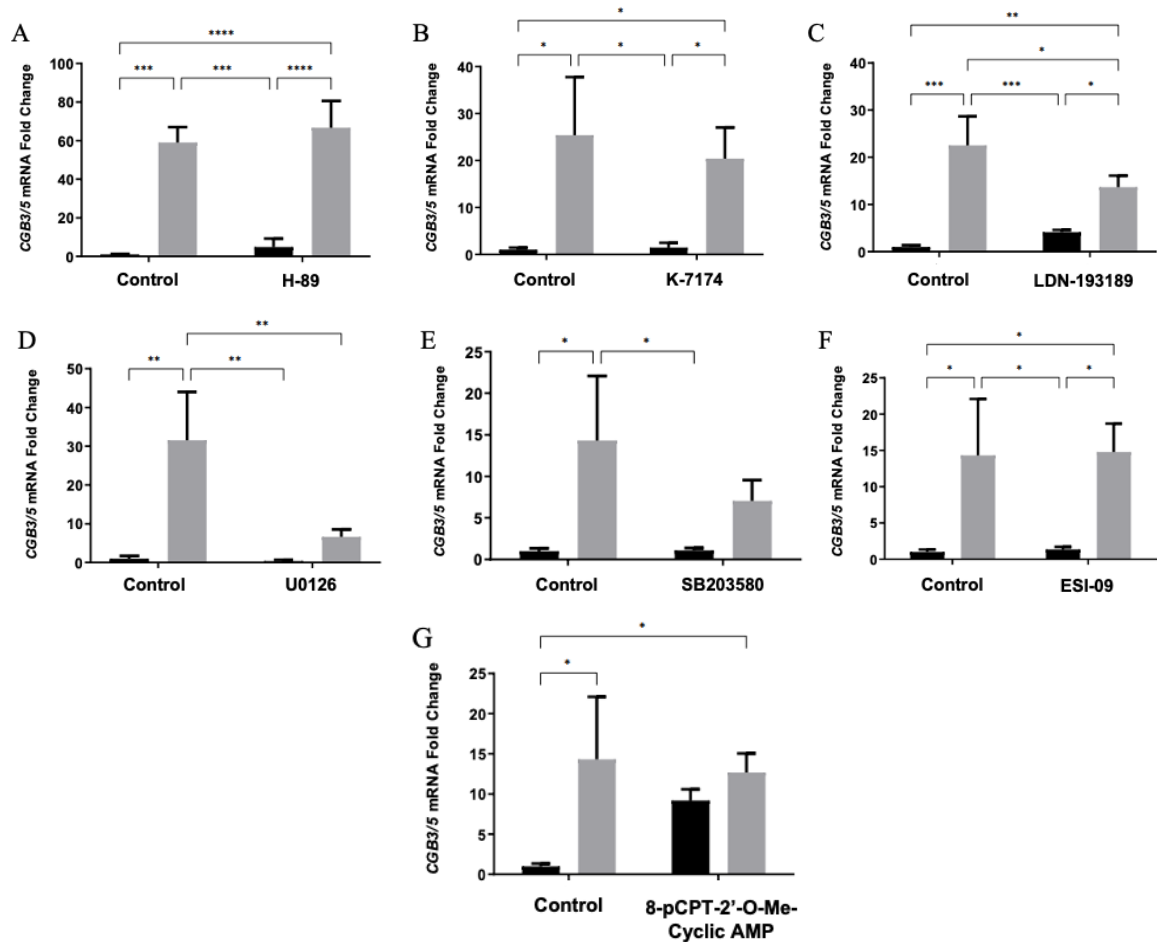 A
****
***
***
****
CGB3/5 mRNA Fold Change
100
80
60
40
20
0
Control
H-89
B
*
*
*
*
CGB3/5 mRNA Fold Change
40
30
20
10
0
Control
K-7174
C
**
*
***
***
*
CGB3/5 mRNA Fold Change
40
30
20
10
0
Control
LDN-193189
D
**
**
**
CGB3/5 mRNA Fold Change
50
40
30
20
10
0
Control
U0126
E
*
*
CGB3/5 mRNA Fold Change
25
20
15
10
5
0
Control
SB203580
F
*
*
*
*
CGB3/5 mRNA Fold Change
25
20
15
10
5
0
Control
ESI-09
G
*
*
CGB3/5 mRNA Fold Change
25
20
15
10
5
0
Control
8-pCPT-2’-O-Me-
Cyclic AMP